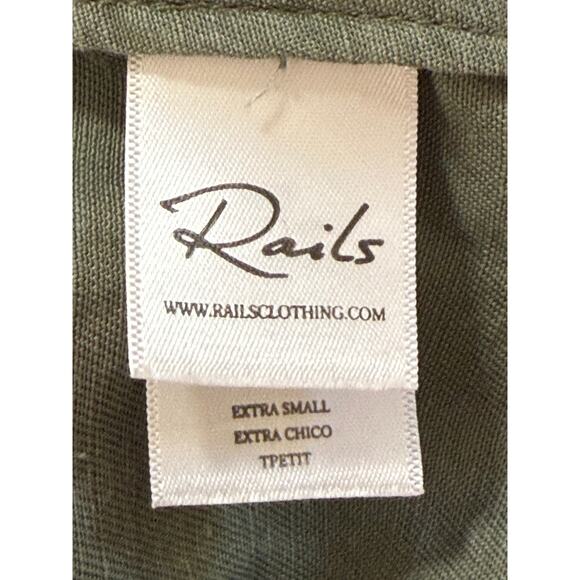 Rails
WWW.RAILSCLOTHING.COM
EXTRA SMALL
EXTRA CHICO
TPETIT